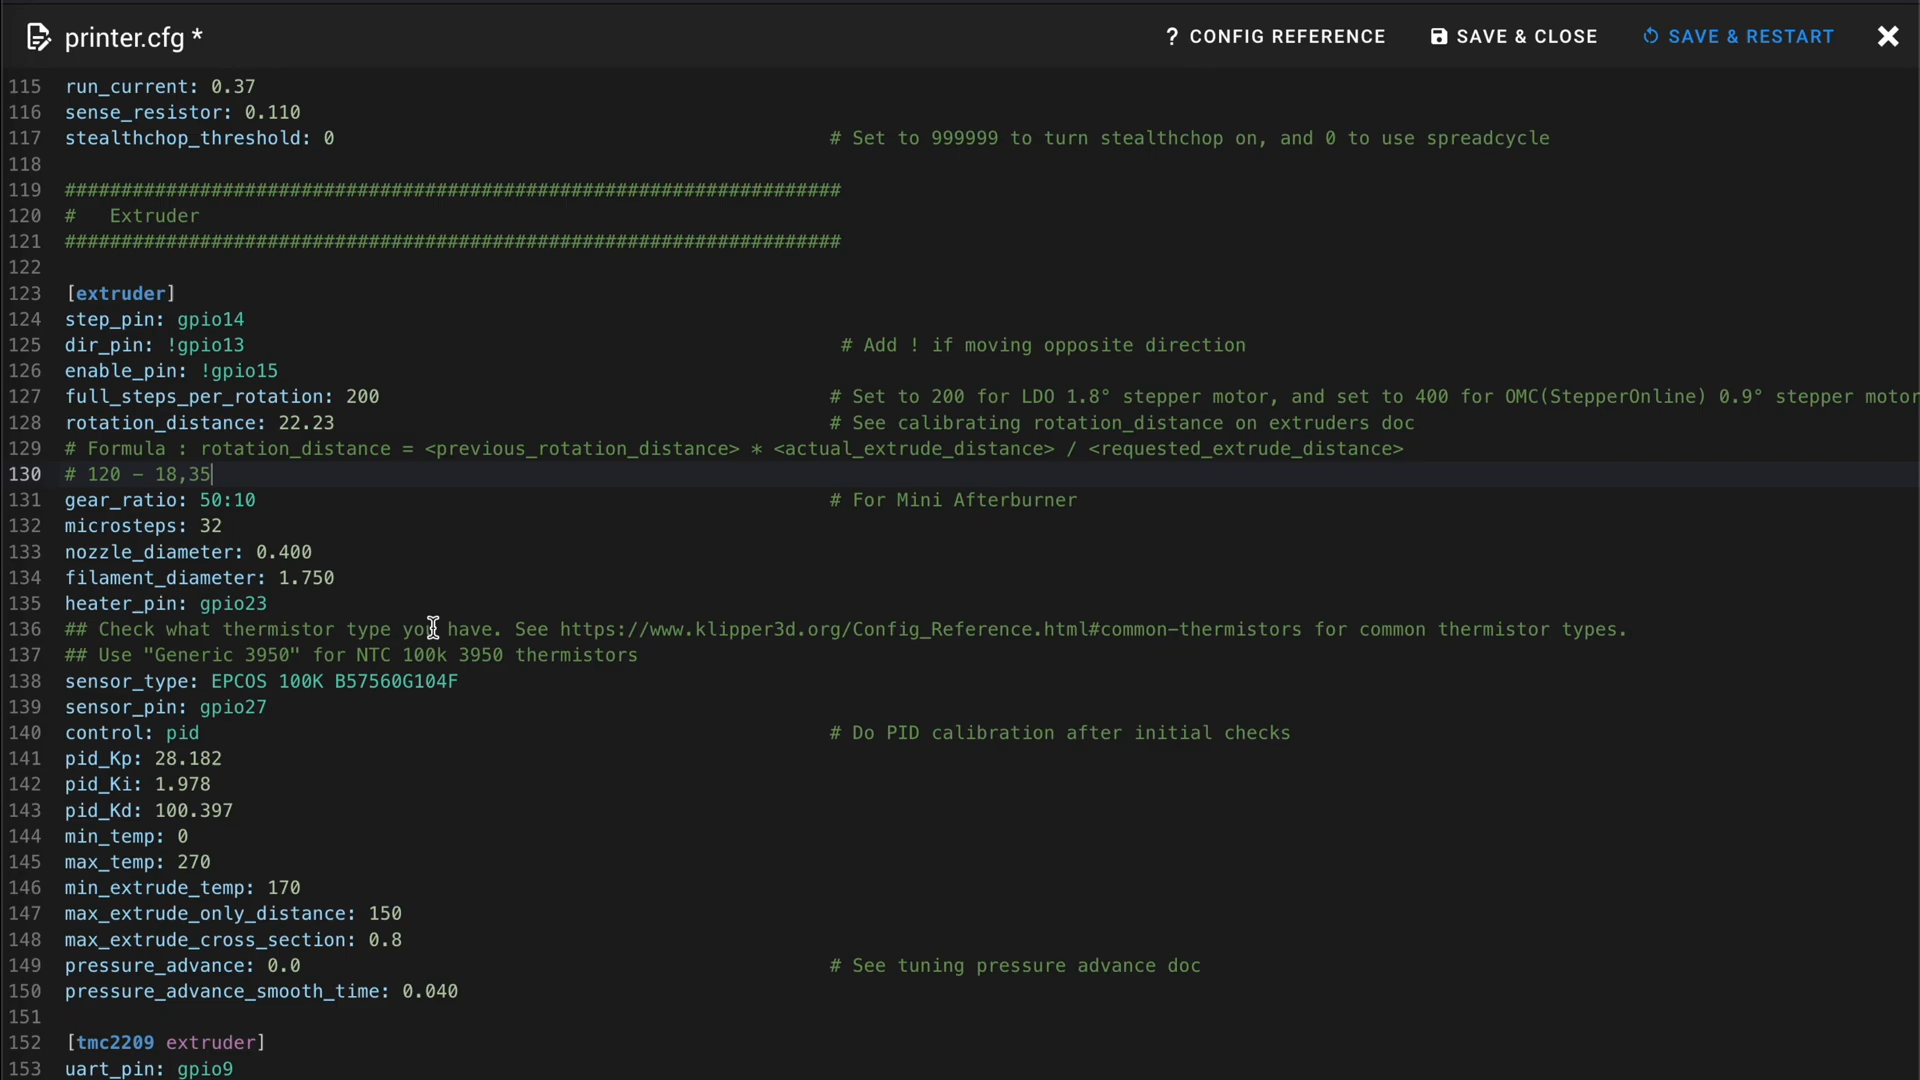 printer.cfg *
? CONFIG REFERENCE
SAVE & CLOSE
SAVE & RESTART
115 run_current: 0.37
116 sense_resistor: 0.110
117 stealthchop_threshold: 0 # Set to 999999 to turn stealthchop on, and 0 to use spreadcycle
118
119 #####################################################################
120 #   Extruder
121 #####################################################################
122
123 [extruder]
124 step_pin: gpio14
125 dir_pin: !gpio13 # Add ! if moving opposite direction
126 enable_pin: !gpio15
127 full_steps_per_rotation: 200 # Set to 200 for LDO 1.8° stepper motor, and set to 400 for OMC(StepperOnline) 0.9° stepper motor
128 rotation_distance: 22.23 # See calibrating rotation_distance on extruders doc
129 # Formula : rotation_distance = <previous_rotation_distance> * <actual_extrude_distance> / <requested_extrude_distance>
130 # 120 - 18,35
131 gear_ratio: 50:10 # For Mini Afterburner
132 microsteps: 32
133 nozzle_diameter: 0.400
134 filament_diameter: 1.750
135 heater_pin: gpio23
136 ## Check what thermistor type you have. See https://www.klipper3d.org/Config_Reference.html#common-thermistors for common thermistor types.
137 ## Use "Generic 3950" for NTC 100k 3950 thermistors
138 sensor_type: EPCOS 100K B57560G104F
139 sensor_pin: gpio27
140 control: pid # Do PID calibration after initial checks
141 pid_Kp: 28.182
142 pid_Ki: 1.978
143 pid_Kd: 100.397
144 min_temp: 0
145 max_temp: 270
146 min_extrude_temp: 170
147 max_extrude_only_distance: 150
148 max_extrude_cross_section: 0.8
149 pressure_advance: 0.0 # See tuning pressure advance doc
150 pressure_advance_smooth_time: 0.040
151
152 [tmc2209 extruder]
153 uart_pin: gpio9